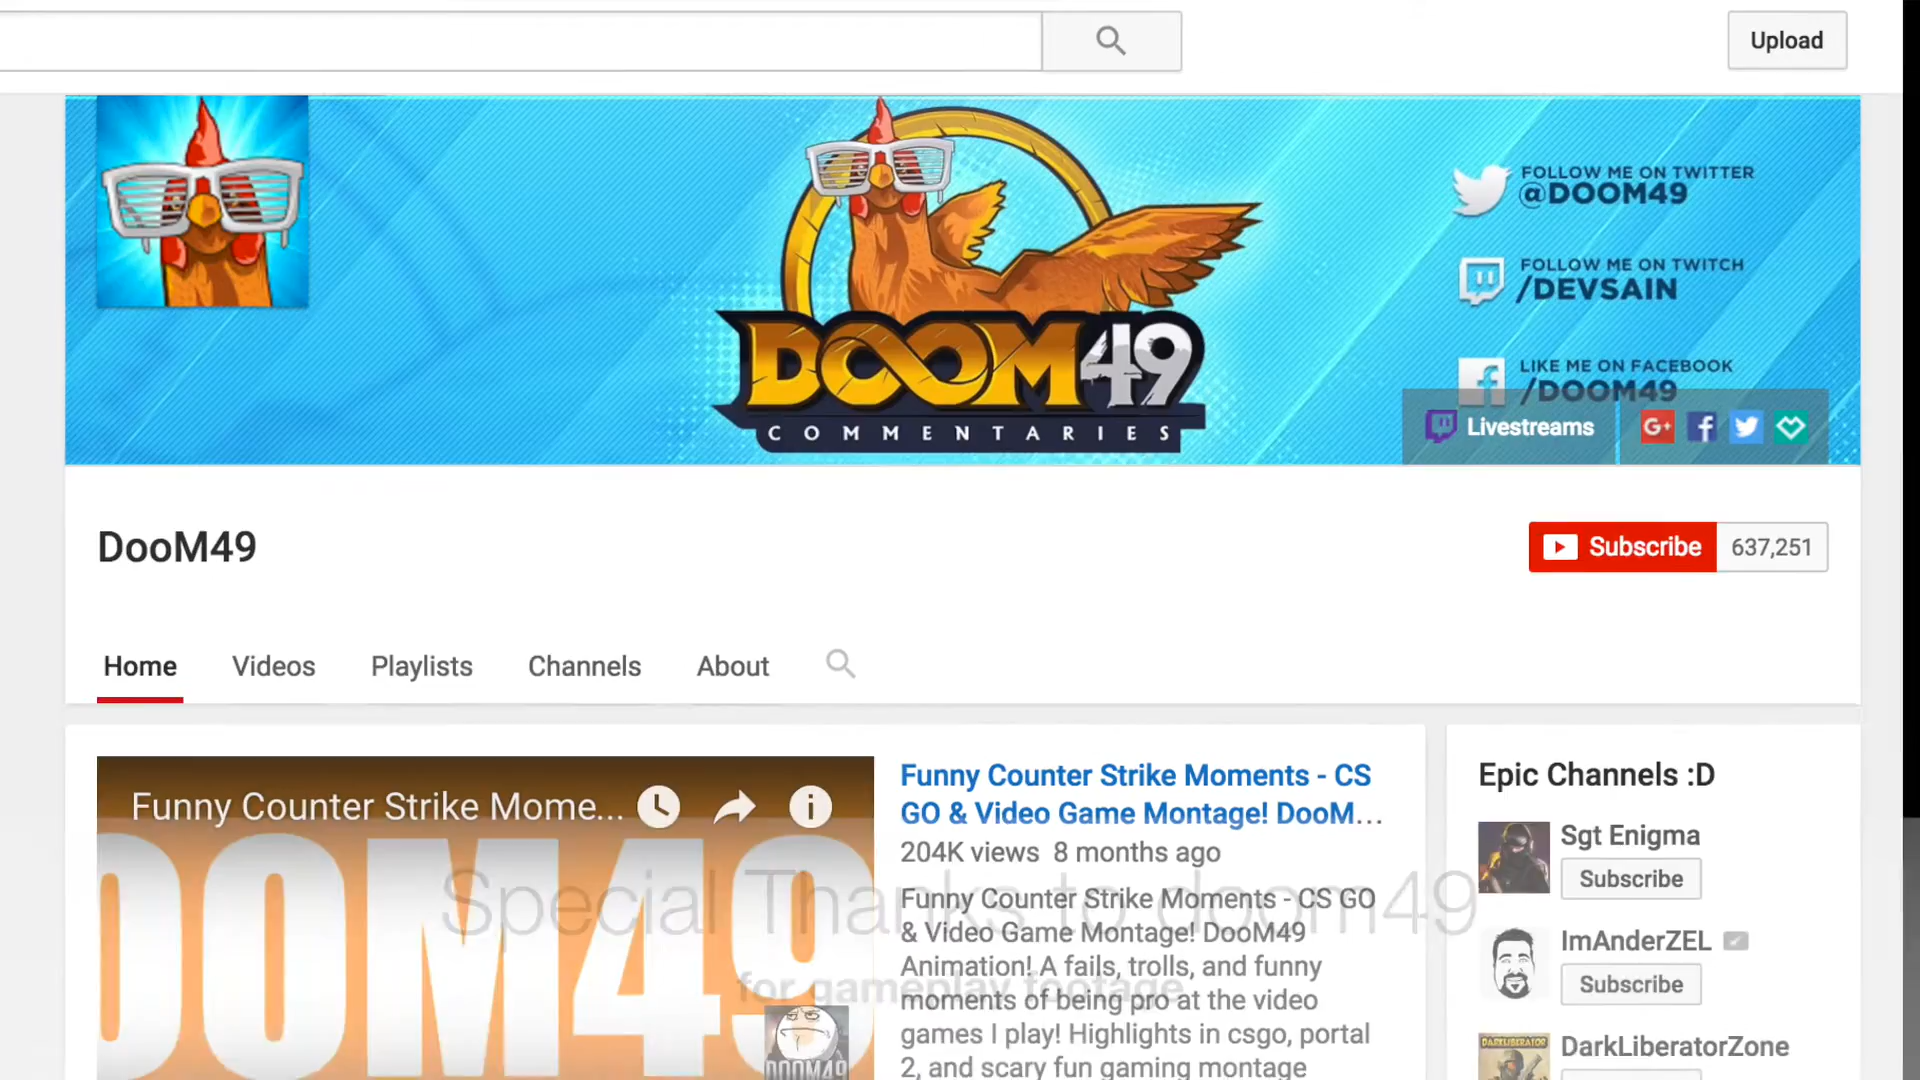 Upload
FOLLOW ME ON TWITTER
@DOOM49
FOLLOW ME ON TWITCH
/DEVSAIN
LIKE ME ON FACEBOOK
/DOOM49
DOOM49
COMMENTARIES
Livestreams
G+
DooM49
Subscribe 637,251
Home Videos Playlists Channels About
Funny Counter Strike Mome...
DOOM49
DOOM49
Funny Counter Strike Moments - CS
GO & Video Game Montage! DooM...
204K views 8 months ago
Funny Counter Strike Moments - CS GO
& Video Game Montage! DooM49
Animation! A fails, trolls, and funny
moments of being pro at the video
games I play! Highlights in csgo, portal
2, and scary fun gaming montage
Special Thanks to doom49
for gameplay footage
Epic Channels :D
Sgt Enigma
Subscribe
ImAnderZEL
Subscribe
DARKLIBERATOR
DarkLiberatorZone